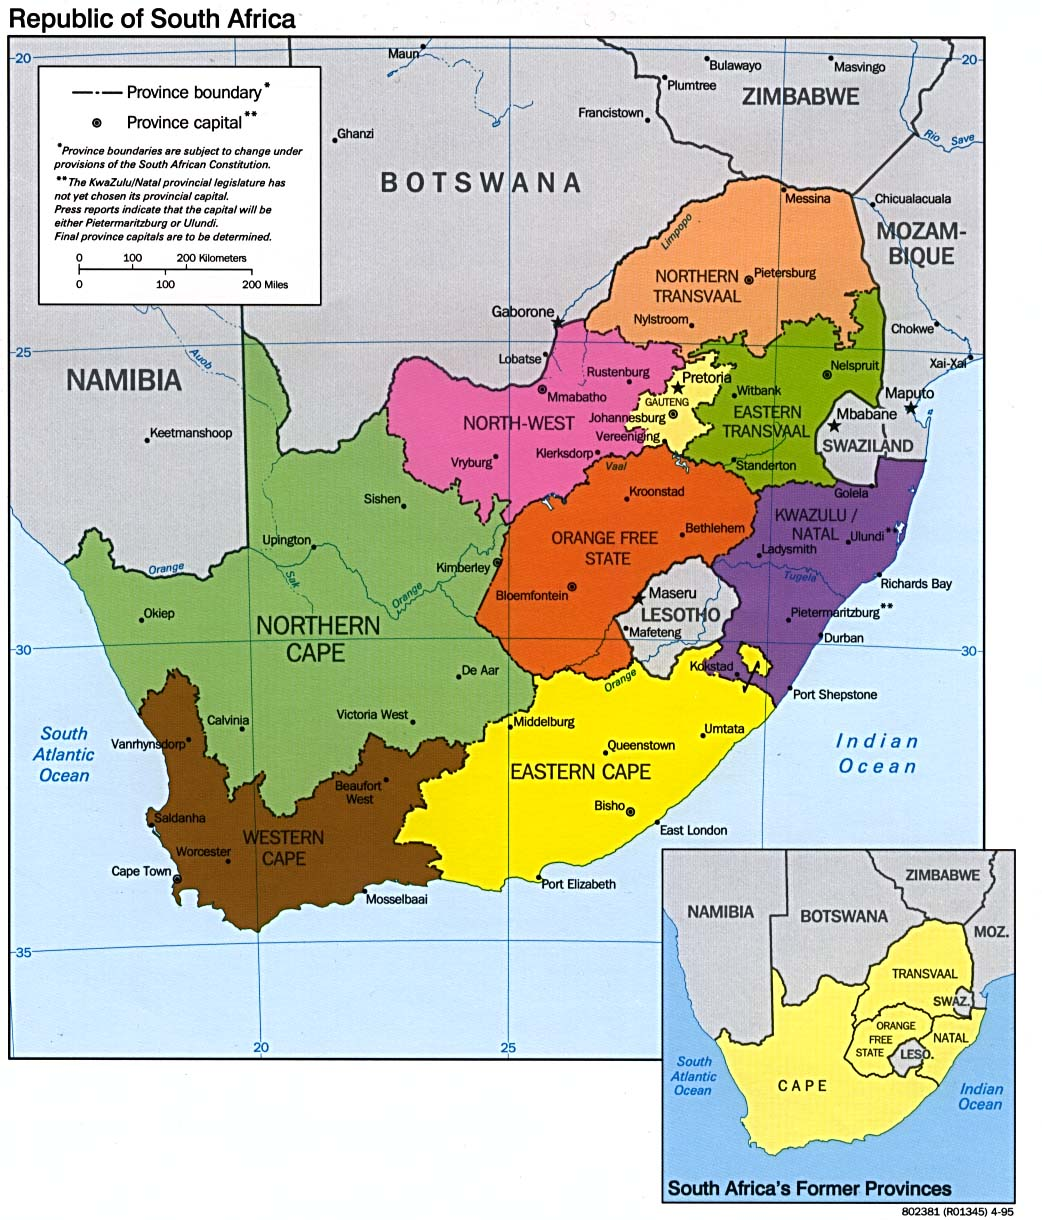 Republic of South Africa
20
20
Province boundary*
Province capital**
*Province boundaries are subject to change under
provisions of the South African Constitution.
**The KwaZulu/Natal provincial legislature has
not yet chosen its provincial capital.
Press reports indicate that the capital will be
either Pietermaritzburg or Ulundi.
Final province capitals are to be determined.
0 100 200 Kilometers
0 100 200 Miles
Maun
Ghanzi
BOTSWANA
Francistown
Plumtree
Bulawayo
Masvingo
ZIMBABWE
Rio Save
Messina
Chicualacuala
MOZAM-
BIQUE
Limpopo
NORTHERN
TRANSVAAL
Pietersburg
Nylstroom
Gaborone
Lobatse
Chokwe
Xai-Xai
25
Auob
NAMIBIA
Keetmanshoop
Rustenburg
Mmabatho
NORTH-WEST
Pretoria
GAUTENG
Johannesburg
Vereeniging
Klerksdorp
Vaal
Vryburg
Witbank
Nelspruit
EASTERN
TRANSVAAL
Standerton
Mbabane
Maputo
SWAZILAND
Golela
Sishen
Upington
Orange
Sak
Orange
Kimberley
Okiep
NORTHERN
CAPE
Kroonstad
ORANGE FREE
STATE
Bethlehem
Bloemfontein
Maseru
LESOTHO
Mafeteng
KWAZULU /
NATAL
Ulundi**
Ladysmith
Tugela
Richards Bay
Pietermaritzburg**
Durban
30
30
Kokstad
Port Shepstone
Orange
De Aar
Calvinia
Victoria West
Middelburg
Umtata
Queenstown
EASTERN CAPE
Bisho
East London
Port Elizabeth
Vanrhynsdorp
Beaufort
West
Saldanha
WESTERN
CAPE
Worcester
Cape Town
Mosselbaai
South
Atlantic
Ocean
Indian
Ocean
35
20
25
ZIMBABWE
NAMIBIA
BOTSWANA
MOZ.
TRANSVAAL
SWAZ.
ORANGE
FREE
STATE
NATAL
LESO.
CAPE
South
Atlantic
Ocean
Indian
Ocean
South Africa's Former Provinces
802381 (R01345) 4-95